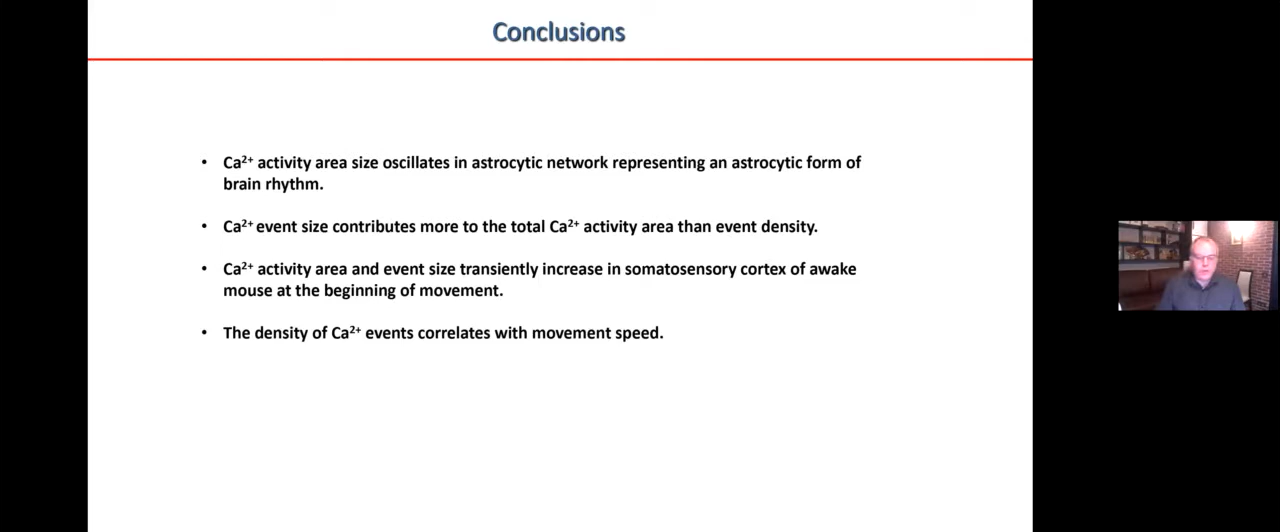 Conclusions
• Ca²⁺ activity area size oscillates in astrocytic network representing an astrocytic form of
brain rhythm.
• Ca²⁺ event size contributes more to the total Ca²⁺ activity area than event density.
• Ca²⁺ activity area and event size transiently increase in somatosensory cortex of awake
mouse at the beginning of movement.
• The density of Ca²⁺ events correlates with movement speed.